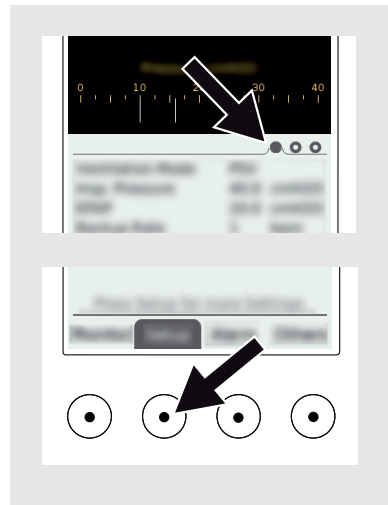 0 10 20 30 40
Ventilation Mode PSV
Insp. Pressure 40.0 cmH2O
EPAP 20.0 cmH2O
Backup Rate bpm
Press Setup for more Settings
Monitor Setup Alarm Others